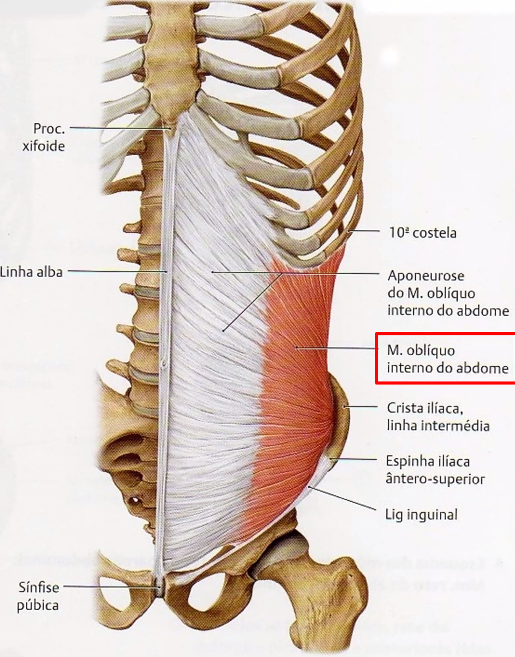 Proc.
xifoide
Linha alba
Sínfise
púbica
10ª costela
Aponeurose
do M. oblíquo
interno do abdome
M. oblíquo
interno do abdome
Crista ilíaca,
linha intermédia
Espinha ilíaca
ântero-superior
Lig inguinal